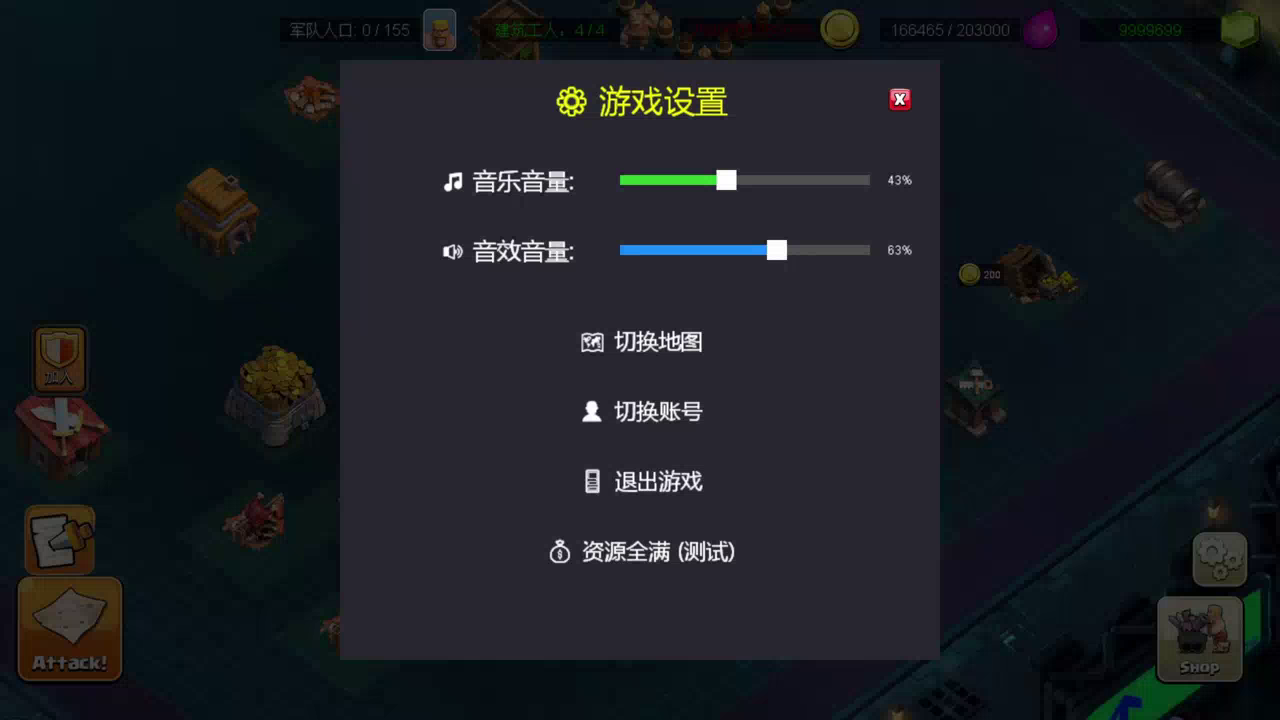 军队人口: 0 / 155
建筑工人: 4 / 4
166465 / 203000
9999699
游戏设置
音乐音量:
43%
音效音量:
63%
200
切换地图
加入
切换账号
退出游戏
资源全满 (测试)
Attack!
SHOP